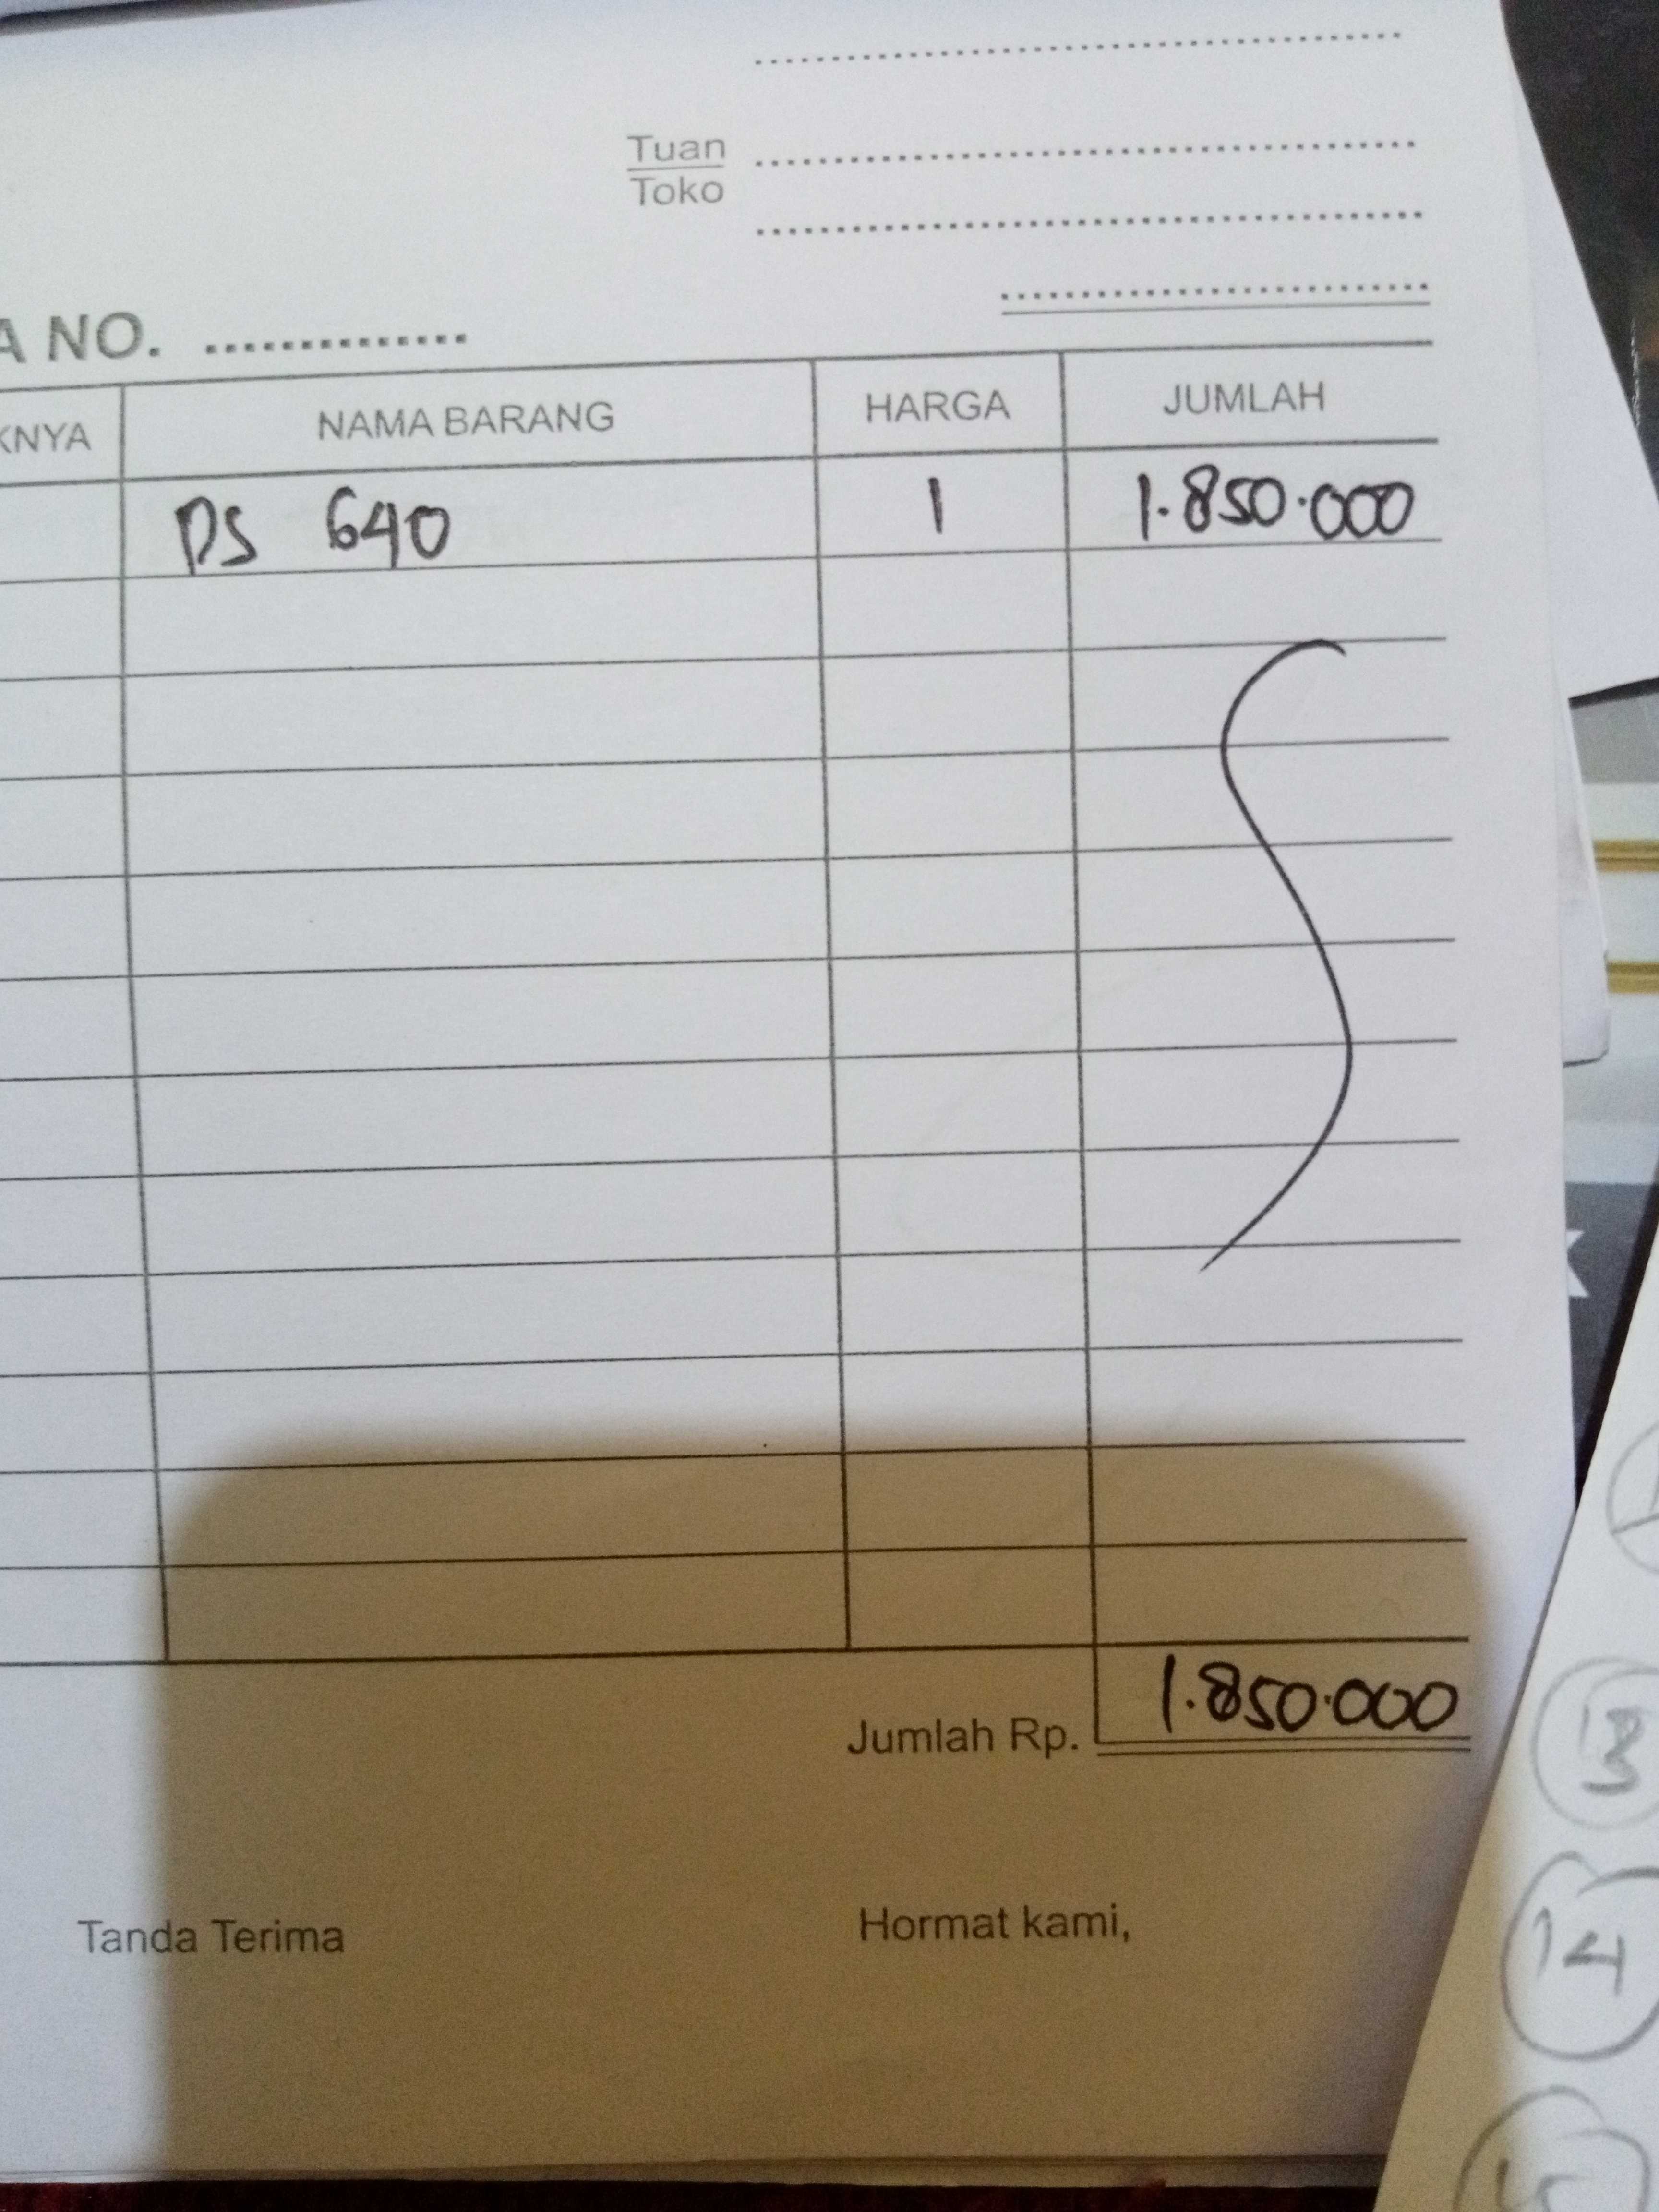 Tuan
Toko
A NO. ..............
KNYA NAMA BARANG HARGA JUMLAH
DS 640 1 1.850.000
Jumlah Rp. 1.850.000
Tanda Terima Hormat kami,
13
14